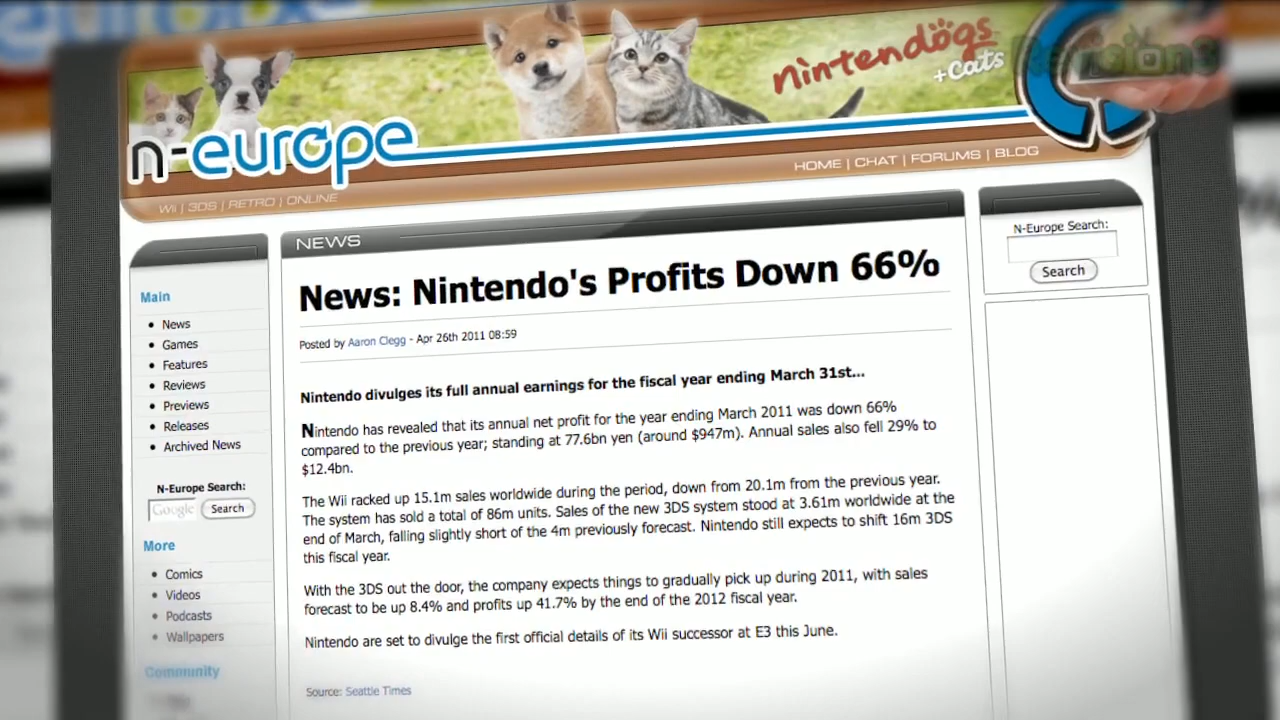 nintendogs
+cats
n-europe
HOME | CHAT | FORUMS | BLOG
Wii | 3DS | RETRO | ONLINE
NEWS
News: Nintendo's Profits Down 66%
Posted by Aaron Clegg - Apr 26th 2011 08:59
Nintendo divulges its full annual earnings for the fiscal year ending March 31st...
Nintendo has revealed that its annual net profit for the year ending March 2011 was down 66%
compared to the previous year; standing at 77.6bn yen (around $947m). Annual sales also fell 29% to
$12.4bn.
The Wii racked up 15.1m sales worldwide during the period, down from 20.1m from the previous year.
The system has sold a total of 86m units. Sales of the new 3DS system stood at 3.61m worldwide at the
end of March, falling slightly short of the 4m previously forecast. Nintendo still expects to shift 16m 3DS
this fiscal year.
With the 3DS out the door, the company expects things to gradually pick up during 2011, with sales
forecast to be up 8.4% and profits up 41.7% by the end of the 2012 fiscal year.
Nintendo are set to divulge the first official details of its Wii successor at E3 this June.
Source: Seattle Times
Main
News
Games
Features
Reviews
Previews
Releases
Archived News
N-Europe Search:
Google
Search
More
Comics
Videos
Podcasts
Wallpapers
Community
N-Europe Search:
Search